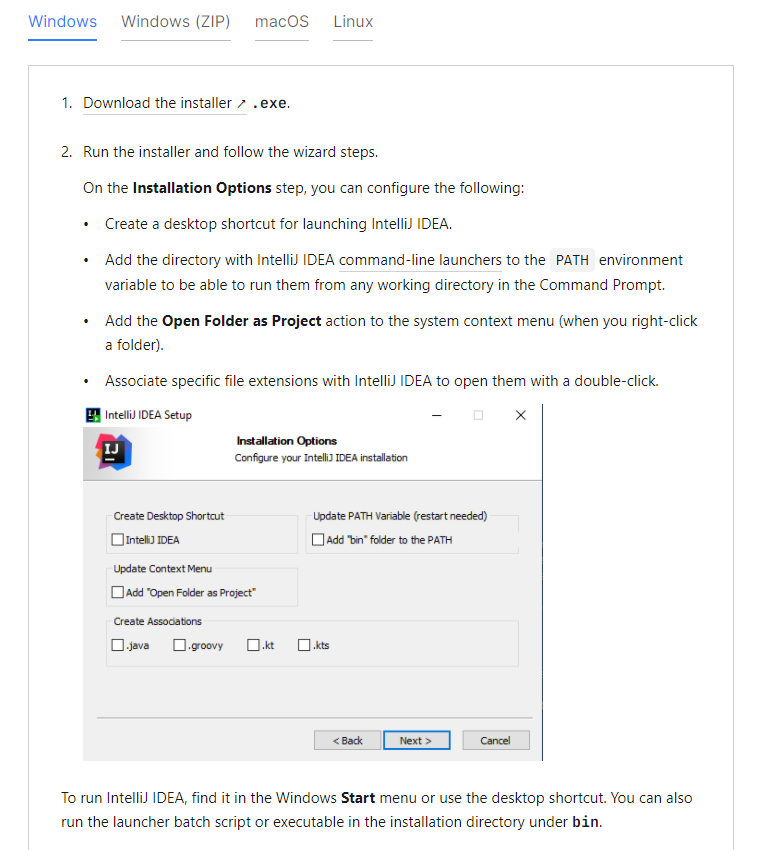 Windows Windows (ZIP) macOS Linux
1. Download the installer ↗ .exe.
2. Run the installer and follow the wizard steps.
On the Installation Options step, you can configure the following:
• Create a desktop shortcut for launching IntelliJ IDEA.
• Add the directory with IntelliJ IDEA command-line launchers to the PATH environment
variable to be able to run them from any working directory in the Command Prompt.
• Add the Open Folder as Project action to the system context menu (when you right-click
a folder).
• Associate specific file extensions with IntelliJ IDEA to open them with a double-click.
IntelliJ IDEA Setup
IJ
Installation Options
Configure your IntelliJ IDEA installation
Create Desktop Shortcut
IntelliJ IDEA
Update PATH Variable (restart needed)
Add "bin" folder to the PATH
Update Context Menu
Add "Open Folder as Project"
Create Associations
.java .groovy .kt .kts
< Back Next > Cancel
To run IntelliJ IDEA, find it in the Windows Start menu or use the desktop shortcut. You can also
run the launcher batch script or executable in the installation directory under bin.